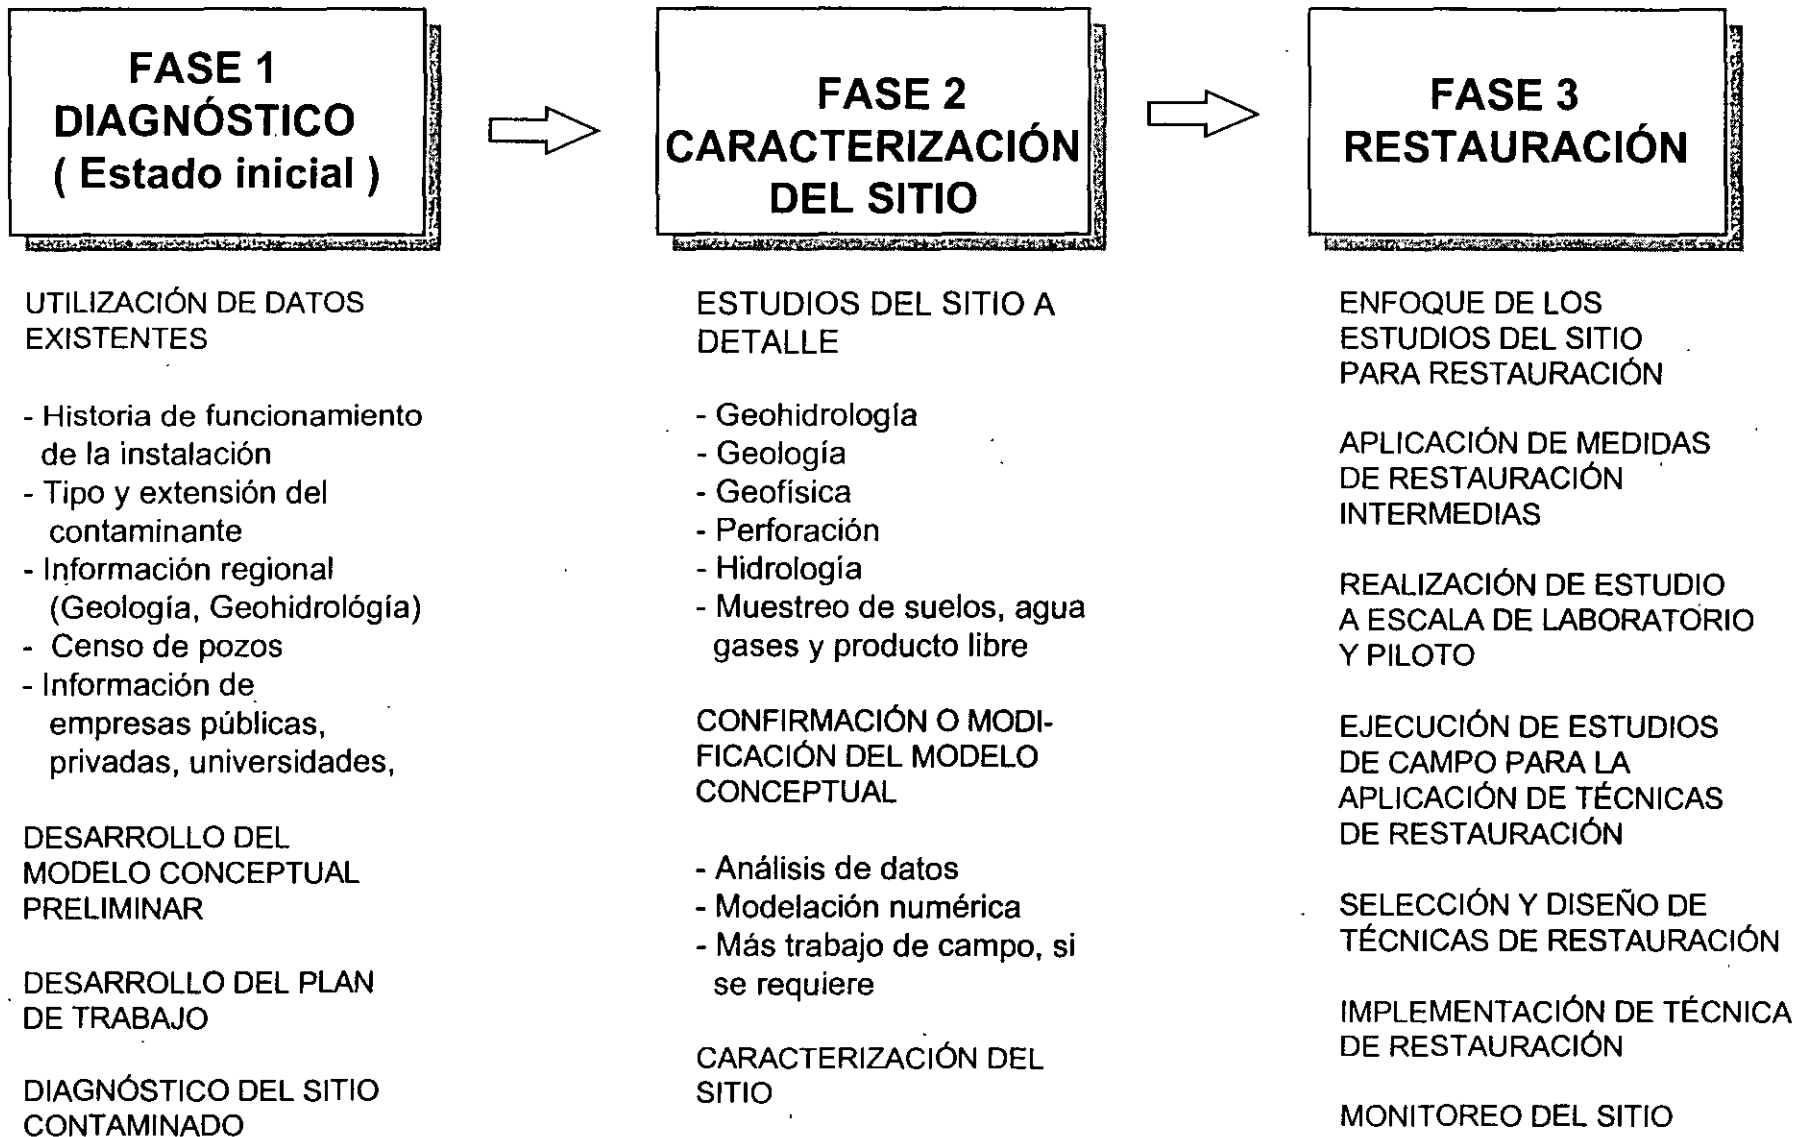 FASE 1
DIAGNÓSTICO
( Estado inicial )
UTILIZACIÓN DE DATOS
EXISTENTES
- Historia de funcionamiento
de la instalación
- Tipo y extensión del
contaminante
- Información regional
(Geología, Geohidrológía)
- Censo de pozos
- Información de
empresas públicas,
privadas, universidades,
DESARROLLO DEL
MODELO CONCEPTUAL
PRELIMINAR
DESARROLLO DEL PLAN
DE TRABAJO
DIAGNÓSTICO DEL SITIO
CONTAMINADO
FASE 2
CARACTERIZACIÓN
DEL SITIO
ESTUDIOS DEL SITIO A
DETALLE
- Geohidrología
- Geología
- Geofísica
- Perforación
- Hidrología
- Muestreo de suelos, agua
gases y producto libre
CONFIRMACIÓN O MODI-
FICACIÓN DEL MODELO
CONCEPTUAL
- Análisis de datos
- Modelación numérica
- Más trabajo de campo, si
se requiere
CARACTERIZACIÓN DEL
SITIO
FASE 3
RESTAURACIÓN
ENFOQUE DE LOS
ESTUDIOS DEL SITIO
PARA RESTAURACIÓN
APLICACIÓN DE MEDIDAS
DE RESTAURACIÓN
INTERMEDIAS
REALIZACIÓN DE ESTUDIO
A ESCALA DE LABORATORIO
Y PILOTO
EJECUCIÓN DE ESTUDIOS
DE CAMPO PARA LA
APLICACIÓN DE TÉCNICAS
DE RESTAURACIÓN
SELECCIÓN Y DISEÑO DE
TÉCNICAS DE RESTAURACIÓN
IMPLEMENTACIÓN DE TÉCNICA
DE RESTAURACIÓN
MONITOREO DEL SITIO